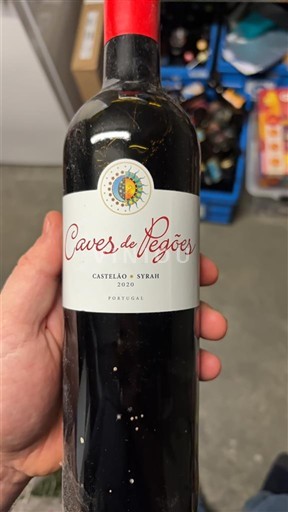 Caves de Pegões
CASTELÃO • SYRAH
2020
PORTUGAL